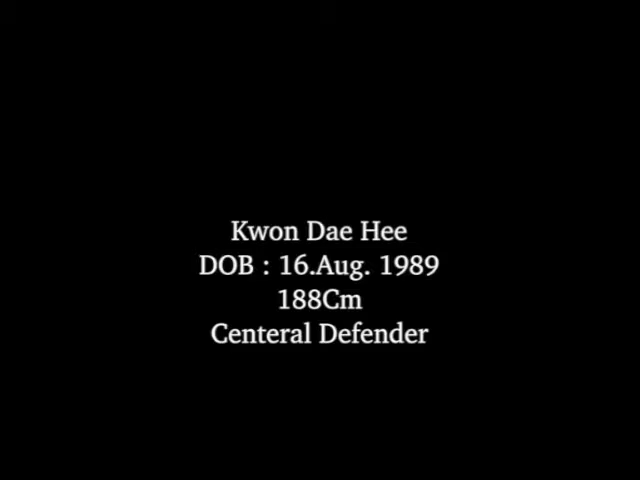 Kwon Dae Hee
DOB : 16.Aug. 1989
188Cm
Centeral Defender